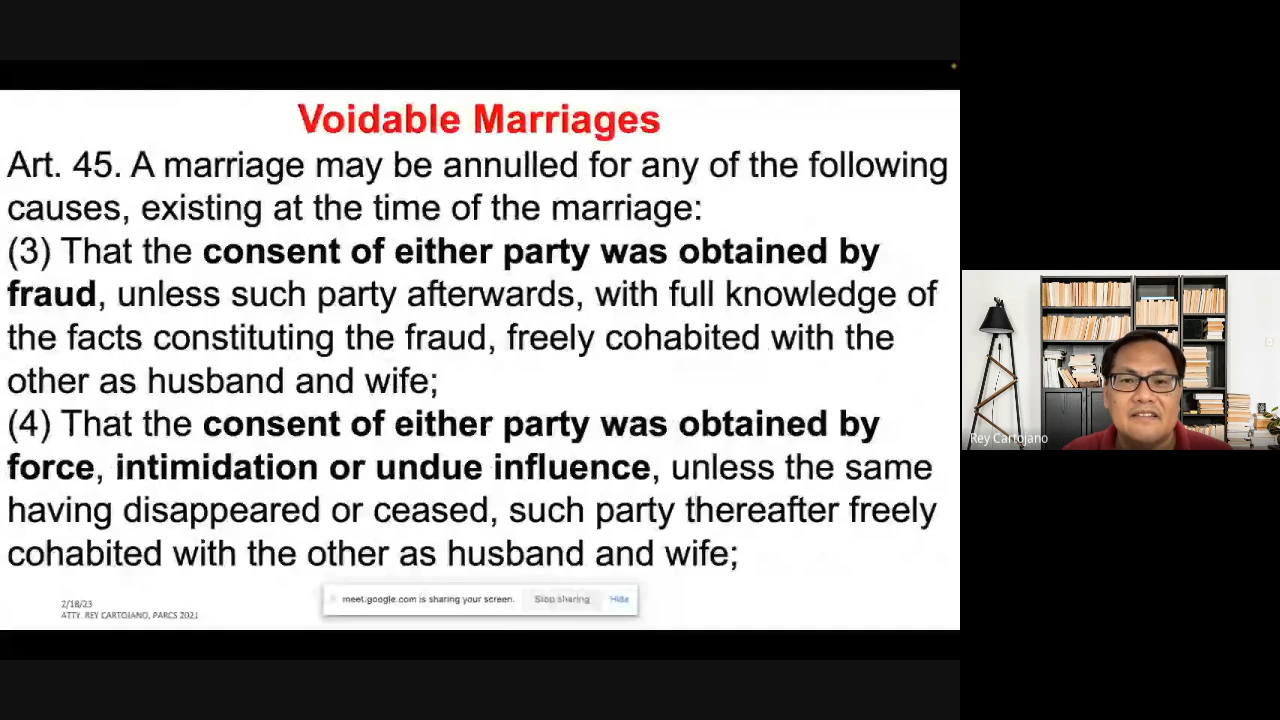 Voidable Marriages
Art. 45. A marriage may be annulled for any of the following
causes, existing at the time of the marriage:
(3) That the consent of either party was obtained by
fraud, unless such party afterwards, with full knowledge of
the facts constituting the fraud, freely cohabited with the
other as husband and wife;
(4) That the consent of either party was obtained by
force, intimidation or undue influence, unless the same
having disappeared or ceased, such party thereafter freely
cohabited with the other as husband and wife;
2/18/23
ATTY. REY CARTOJANO, PARCS 2021
meet.google.com is sharing your screen.
Stop sharing
Hide
Rey Cartojano